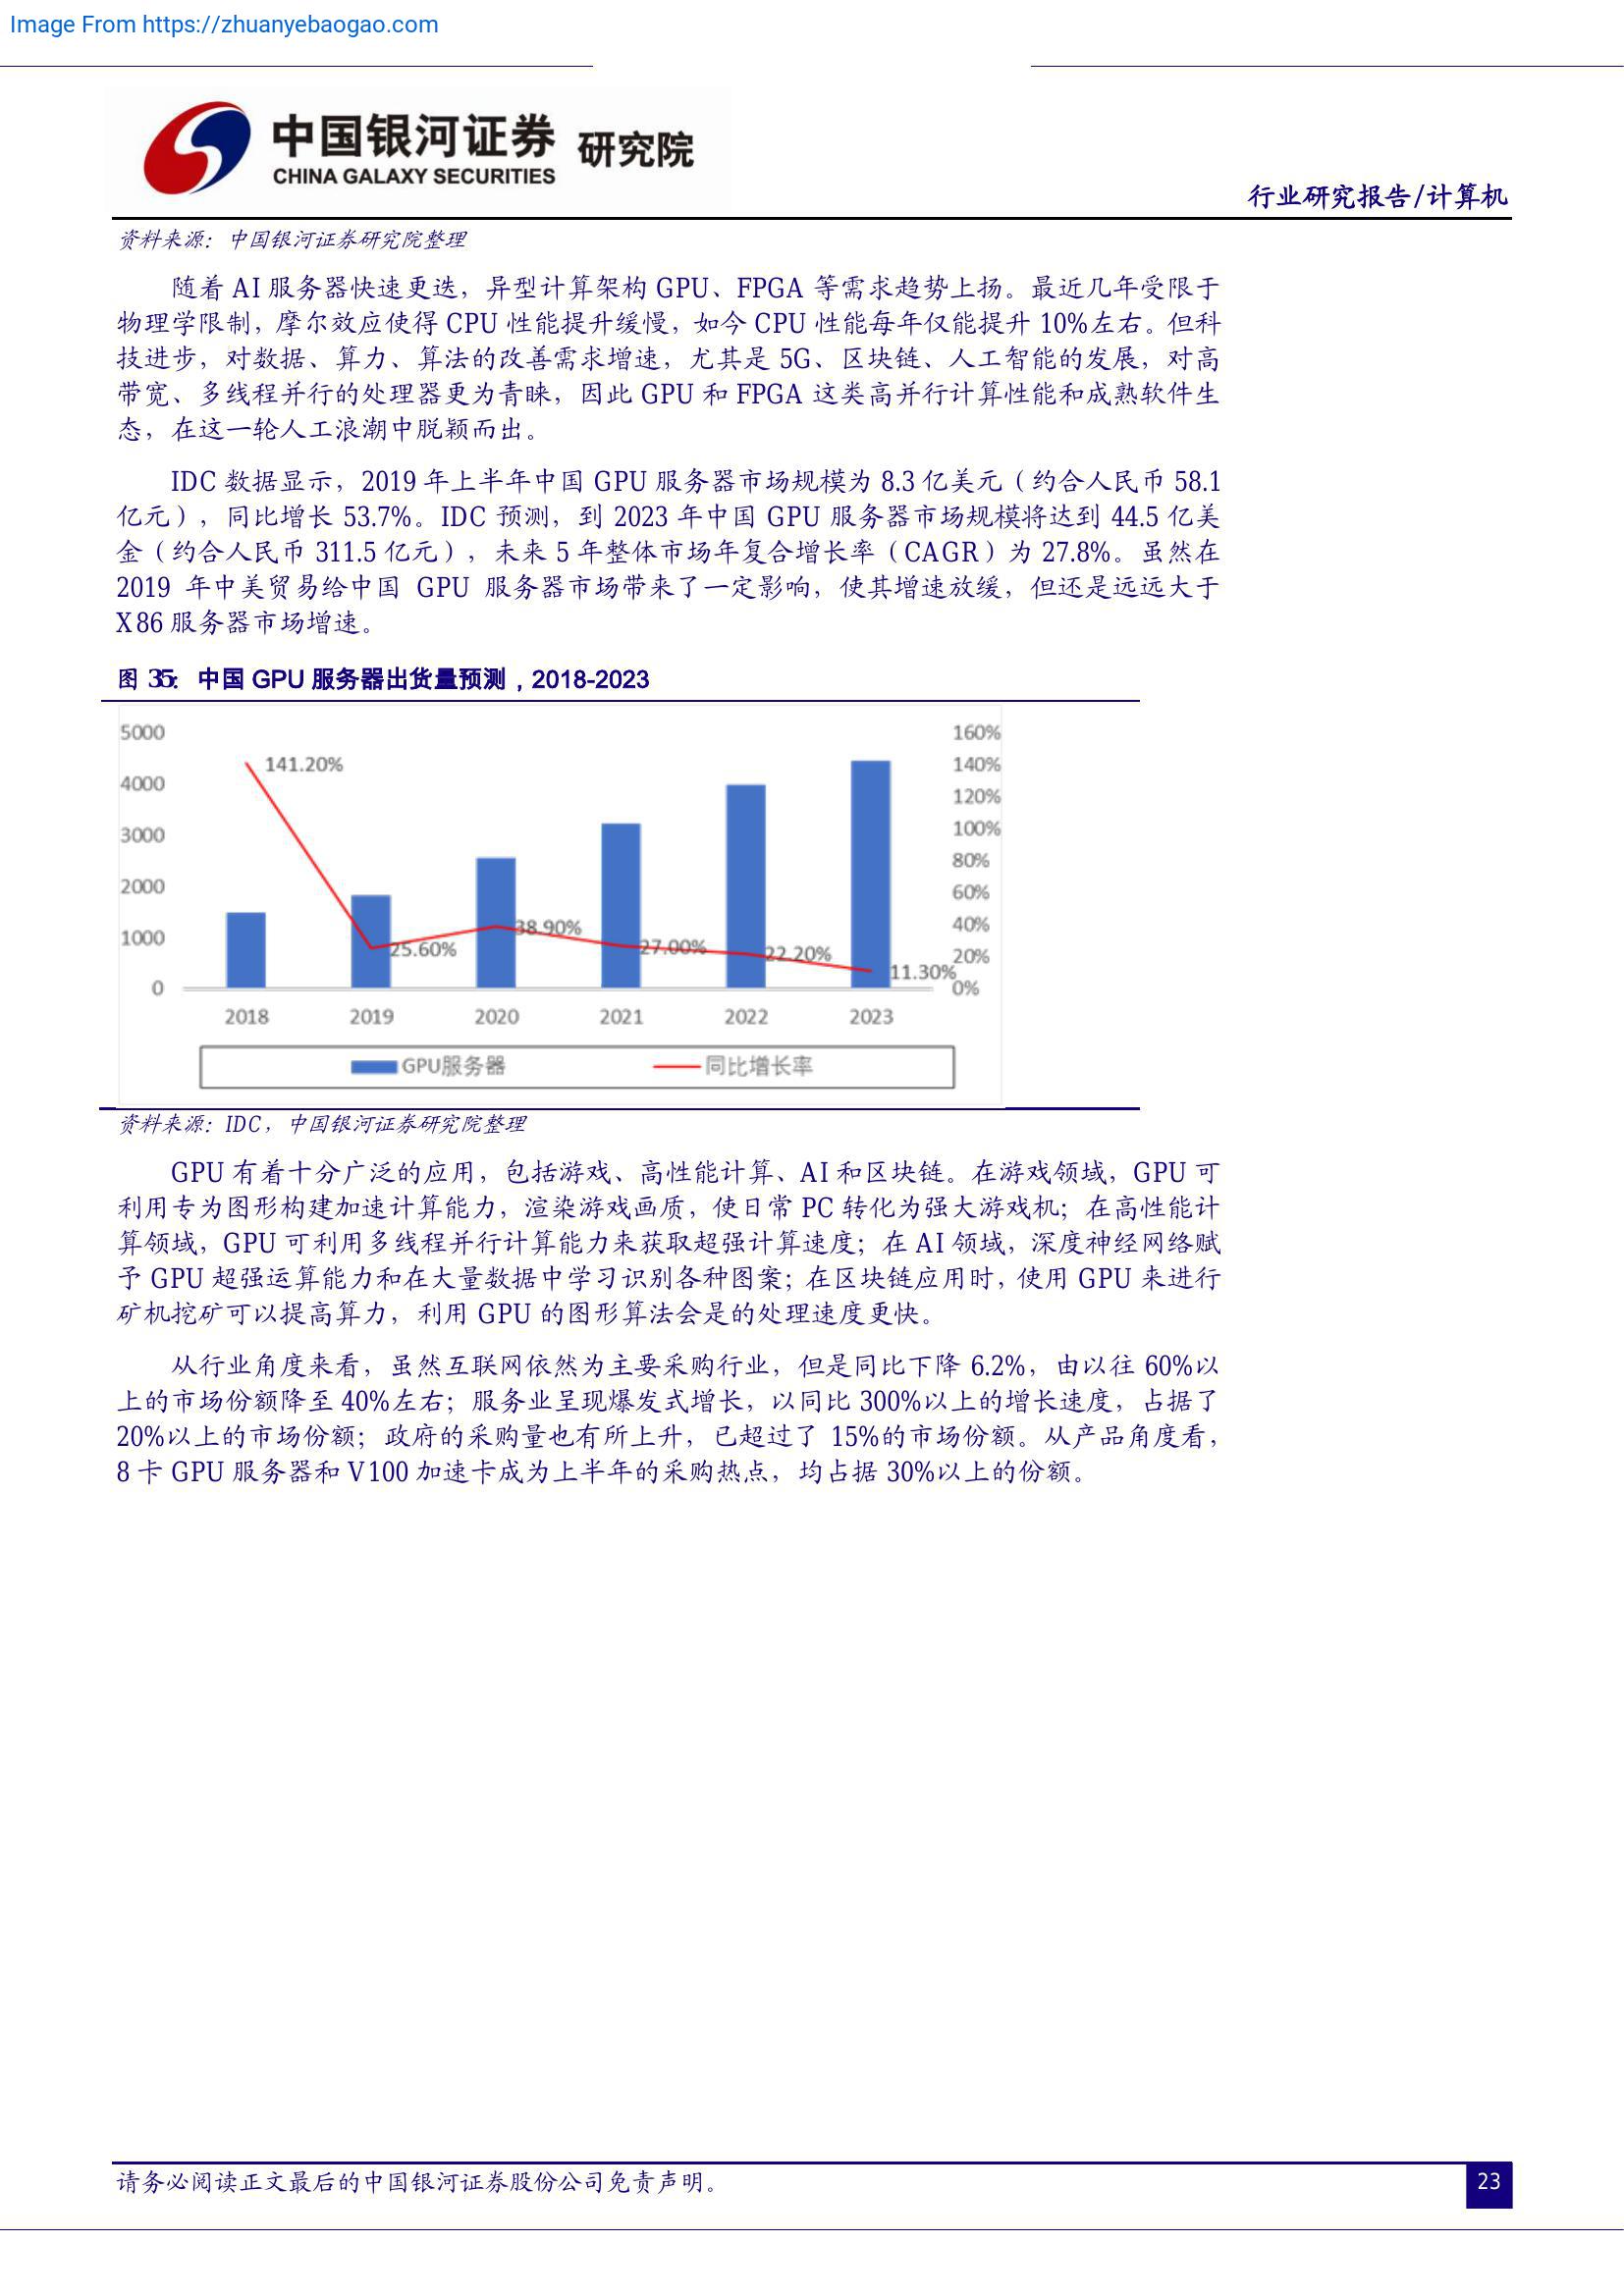 Image From https://zhuanyebaogao.com
中国银河证券 研究院
CHINA GALAXY SECURITIES
行业研究报告/计算机
资料来源：中国银河证券研究院整理
随着 AI 服务器快速更迭，异型计算架构 GPU、FPGA 等需求趋势上扬。最近几年受限于
物理学限制，摩尔效应使得 CPU 性能提升缓慢，如今 CPU 性能每年仅能提升 10%左右。但科
技进步，对数据、算力、算法的改善需求增速，尤其是 5G、区块链、人工智能的发展，对高
带宽、多线程并行的处理器更为青睐，因此 GPU 和 FPGA 这类高并行计算性能和成熟软件生
态，在这一轮人工浪潮中脱颖而出。
IDC 数据显示，2019 年上半年中国 GPU 服务器市场规模为 8.3 亿美元（约合人民币 58.1
亿元），同比增长 53.7%。IDC 预测，到 2023 年中国 GPU 服务器市场规模将达到 44.5 亿美
金（约合人民币 311.5 亿元），未来 5 年整体市场年复合增长率（CAGR）为 27.8%。虽然在
2019 年中美贸易给中国 GPU 服务器市场带来了一定影响，使其增速放缓，但还是远远大于
X86 服务器市场增速。
图 35：中国 GPU 服务器出货量预测，2018-2023
5000 160%
141.20% 140%
4000 120%
3000 100%
80%
2000 60%
1000 38.90% 40%
25.60% 27.00% 22.20% 20%
11.30%
0 0%
2018 2019 2020 2021 2022 2023
GPU服务器 同比增长率
资料来源：IDC，中国银河证券研究院整理
GPU 有着十分广泛的应用，包括游戏、高性能计算、AI 和区块链。在游戏领域，GPU 可
利用专为图形构建加速计算能力，渲染游戏画质，使日常 PC 转化为强大游戏机；在高性能计
算领域，GPU 可利用多线程并行计算能力来获取超强计算速度；在 AI 领域，深度神经网络赋
予 GPU 超强运算能力和在大量数据中学习识别各种图案；在区块链应用时，使用 GPU 来进行
矿机挖矿可以提高算力，利用 GPU 的图形算法会是的处理速度更快。
从行业角度来看，虽然互联网依然为主要采购行业，但是同比下降 6.2%，由以往 60%以
上的市场份额降至 40%左右；服务业呈现爆发式增长，以同比 300%以上的增长速度，占据了
20%以上的市场份额；政府的采购量也有所上升，已超过了 15%的市场份额。从产品角度看，
8 卡 GPU 服务器和 V100 加速卡成为上半年的采购热点，均占据 30%以上的份额。
请务必阅读正文最后的中国银河证券股份公司免责声明。
23